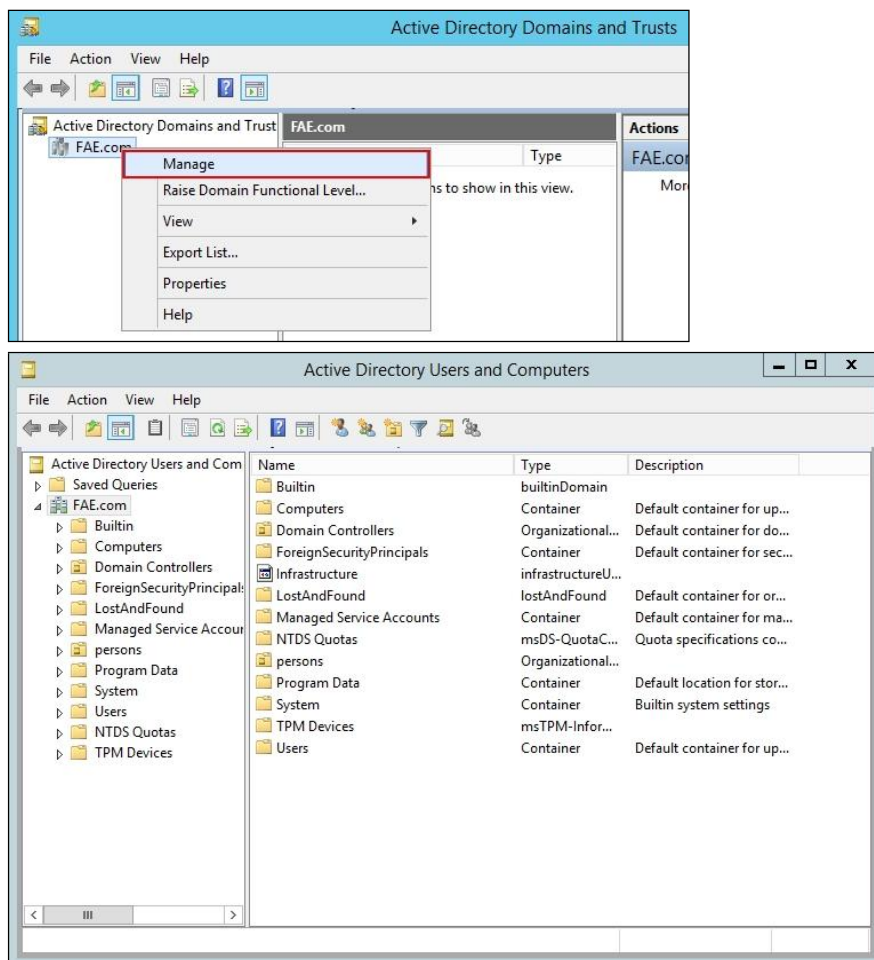 Active Directory Domains and Trusts
File Action View Help
Active Directory Domains and Trust FAE.com Actions
FAE.com Type FAE.cor
Manage
Raise Domain Functional Level... ns to show in this view. Mor
View
Export List...
Properties
Help
Active Directory Users and Computers
File Action View Help
Active Directory Users and Com Name Type Description
Saved Queries Builtin builtinDomain
FAE.com Computers Container Default container for up...
Builtin Domain Controllers Organizational... Default container for do...
Computers ForeignSecurityPrincipals Container Default container for sec...
Domain Controllers Infrastructure infrastructureU...
ForeignSecurityPrincipals LostAndFound lostAndFound Default container for or...
LostAndFound Managed Service Accounts Container Default container for ma...
Managed Service Accour NTDS Quotas msDS-QuotaC... Quota specifications co...
persons persons Organizational...
Program Data Program Data Container Default location for stor...
System System Container Builtin system settings
Users TPM Devices msTPM-Infor...
NTDS Quotas Users Container Default container for up...
TPM Devices